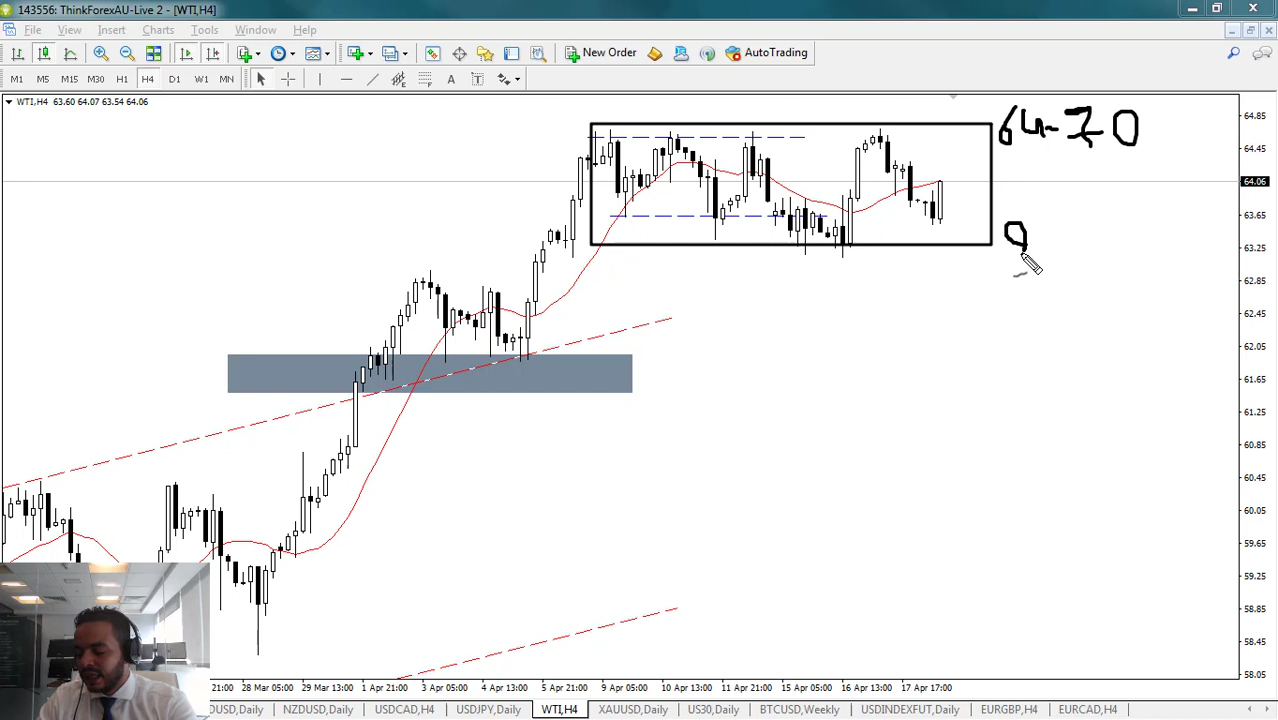 143556: ThinkForexAU-Live 2 - [WTI,H4]
File View Insert Charts Tools Window Help
New Order AutoTrading
M1 M5 M15 M30 H1 H4 D1 W1 MN A T
WTI,H4 63.60 64.07 63.54 64.06
64-70
64.85
64.45
64.06
63.65
63.25
62.85
62.45
62.05
61.65
61.25
60.85
60.45
60.05
59.65
59.25
58.85
58.45
58.05
21:00 28 Mar 05:00 29 Mar 13:00 1 Apr 21:00 3 Apr 05:00 4 Apr 13:00 5 Apr 21:00 9 Apr 05:00 10 Apr 13:00 11 Apr 21:00 15 Apr 05:00 16 Apr 13:00 17 Apr 17:00
USD,Daily NZDUSD,Daily USDCAD,H4 USDJPY,Daily WTI,H4 XAUUSD,Daily US30,Daily BTCUSD,Weekly USDINDEXFUT,Daily EURGBP,H4 EURCAD,H4